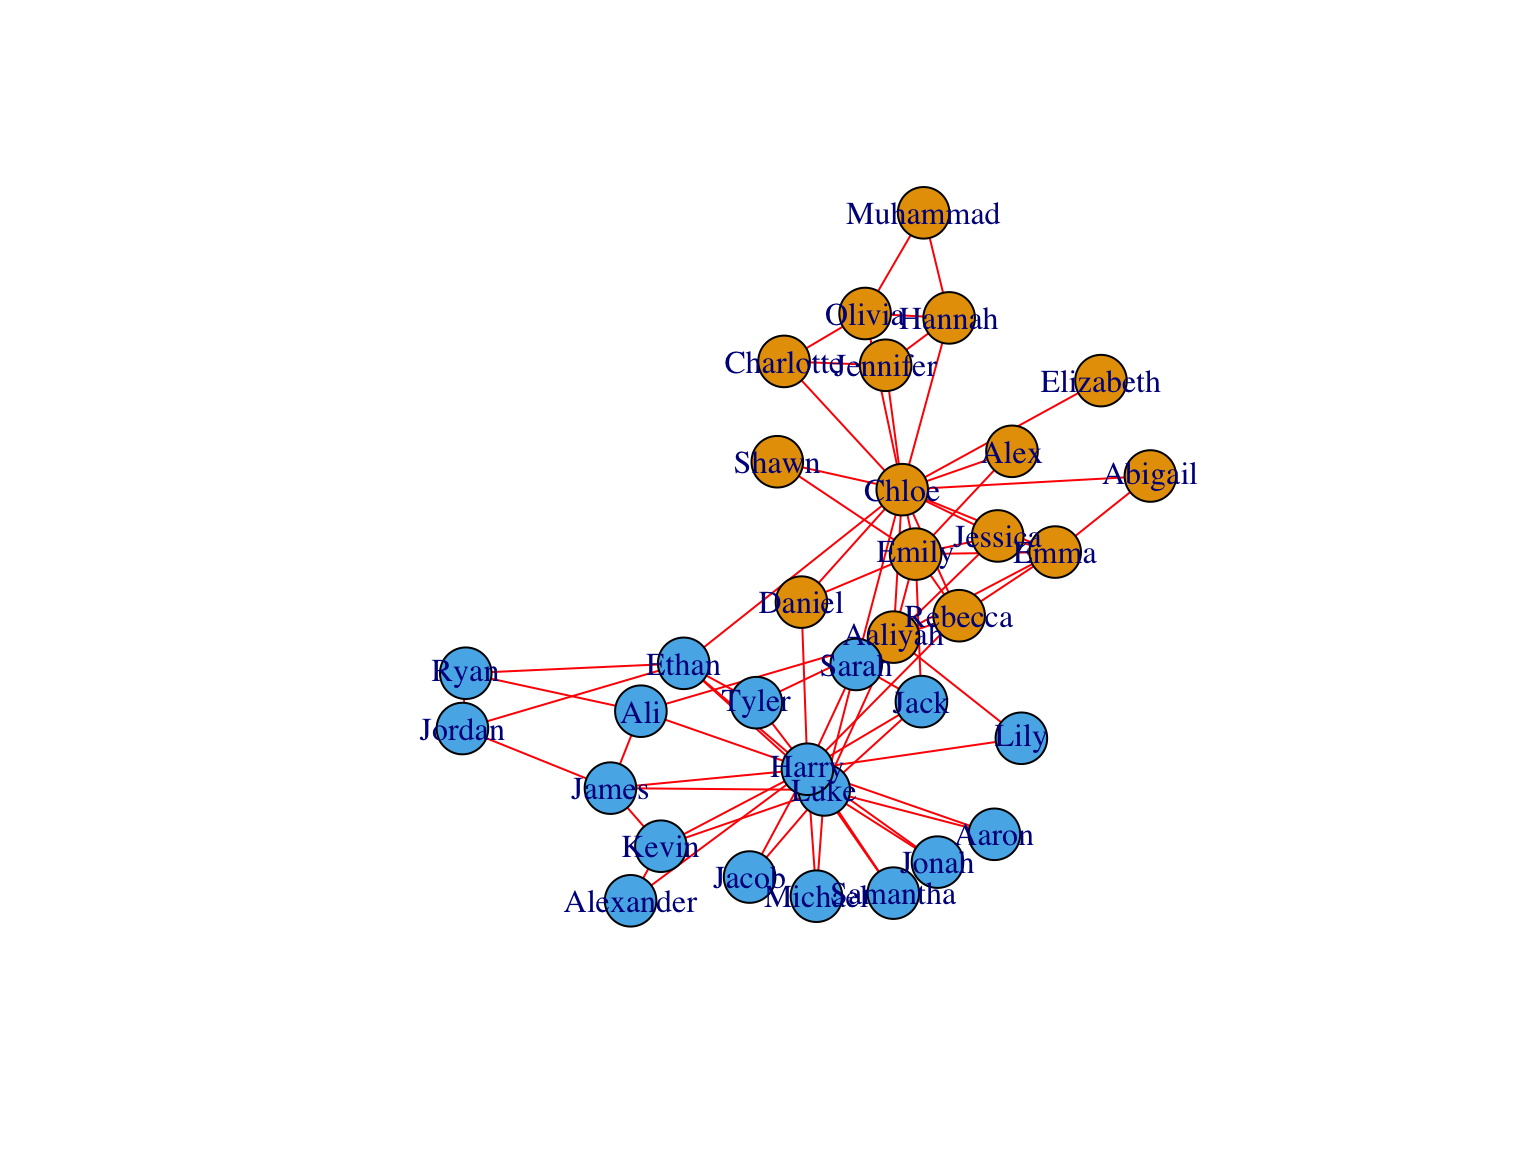 Muhammad
Olivia
Hannah
Charlotte
Jennifer
Elizabeth
Alex
Shawn
Abigail
Chloe
Jessica
Emily
Emma
Daniel
Rebecca
Aaliyah
Ethan
Sarah
Ryan
Tyler
Jack
Ali
Jordan
Lily
Harry
James
Luke
Aaron
Kevin
Jonah
Jacob
Michael
Samantha
Alexander